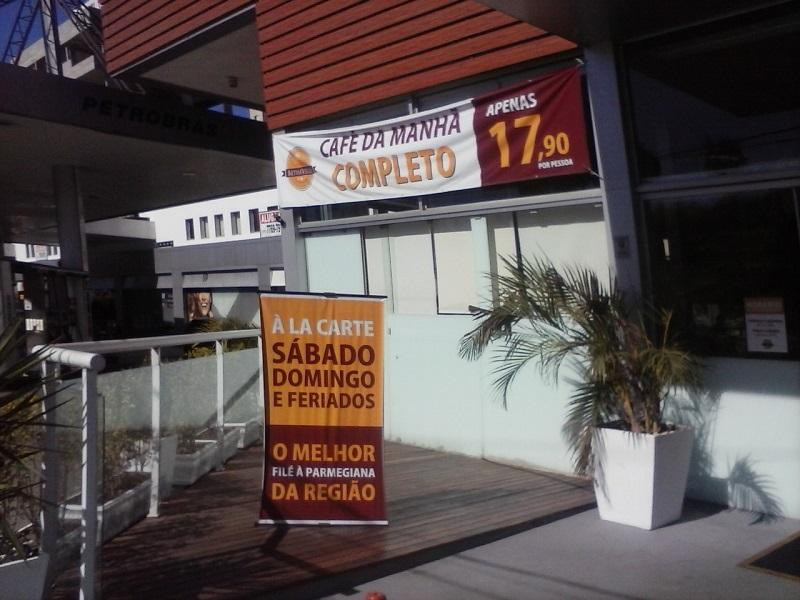 PETROBRAS
CAFÈ DA MANHÃ
COMPLETO
APENAS
17,90
POR PESSOA
À LA CARTE
SÁBADO
DOMINGO
E FERIADOS
O MELHOR
FILÉ À PARMEGIANA
DA REGIÃO